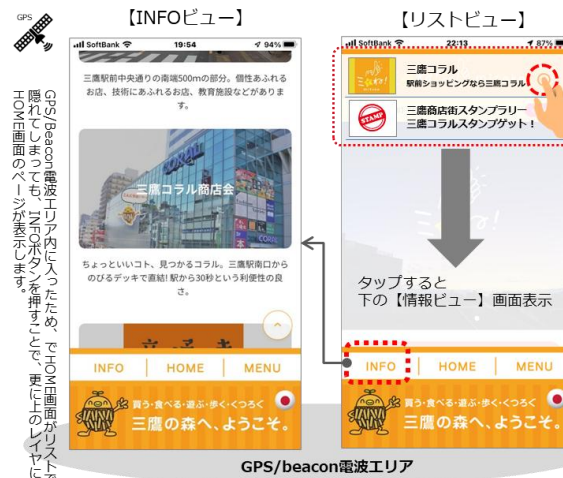 GPS
【INFOビュー】
【リストビュー】
SoftBank 19:54 94%
三鷹駅前中央通りの南端500mの部分。個性あふれる
お店、技術にあふれるお店、教育施設などがありま
す。
CORAL
三鷹コラル商店会
ちょっといいコト、見つかるコラル。三鷹駅南口から
のびるデッキで直結!駅から30秒という利便性の良
さ。
INFO HOME MENU
買う・食べる・遊ぶ・歩く・くつろぐ
三鷹の森へ、ようこそ。
SoftBank 22:13 87%
三鷹コラル
駅前ショッピングなら三鷹コラル
STAMP
三鷹商店街スタンプラリー
三鷹コラルスタンプゲット!
タップすると
下の【情報ビュー】画面表示
INFO HOME MENU
買う・食べる・遊ぶ・歩く・くつろぐ
三鷹の森へ、ようこそ。
GPS/Beacon電波エリア内に入ったため、でHOME画面がリストで
隠れてしまっても、INFOボタンを押すことで、更に上のレイヤに
HOME画面のページが表示します。
GPS/beacon電波エリア